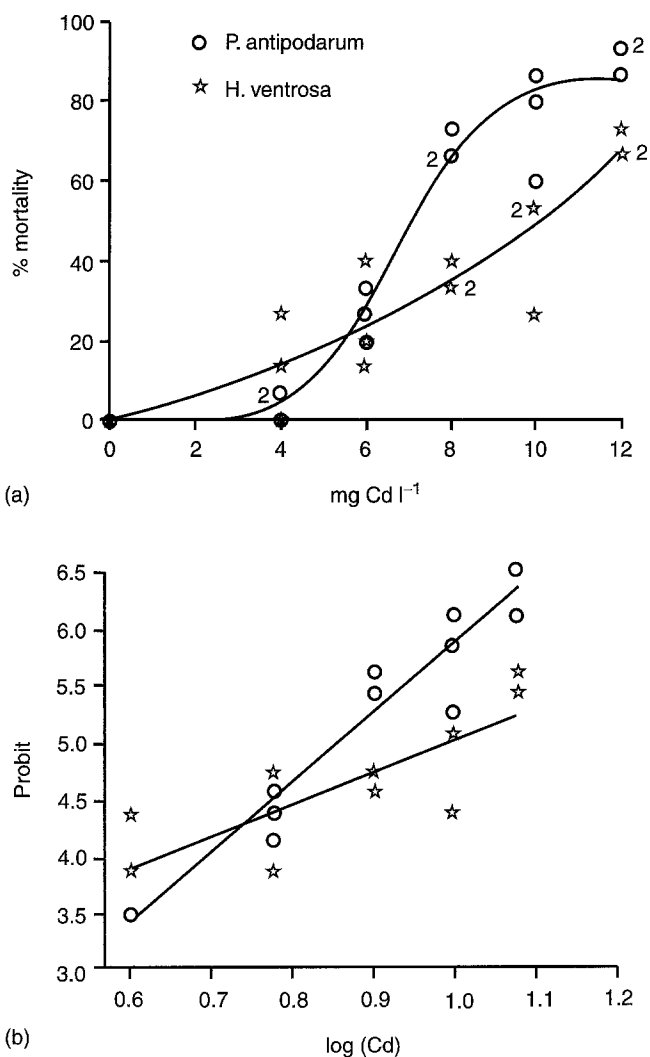 100
80
60
40
20
0
% mortality
P. antipodarum
H. ventrosa
2
2
2
2
2
2
0 2 4 6 8 10 12
mg Cd l⁻¹
(a)
6.5
6.0
5.5
5.0
4.5
4.0
3.5
3.0
Probit
0.6 0.7 0.8 0.9 1.0 1.1 1.2
log (Cd)
(b)